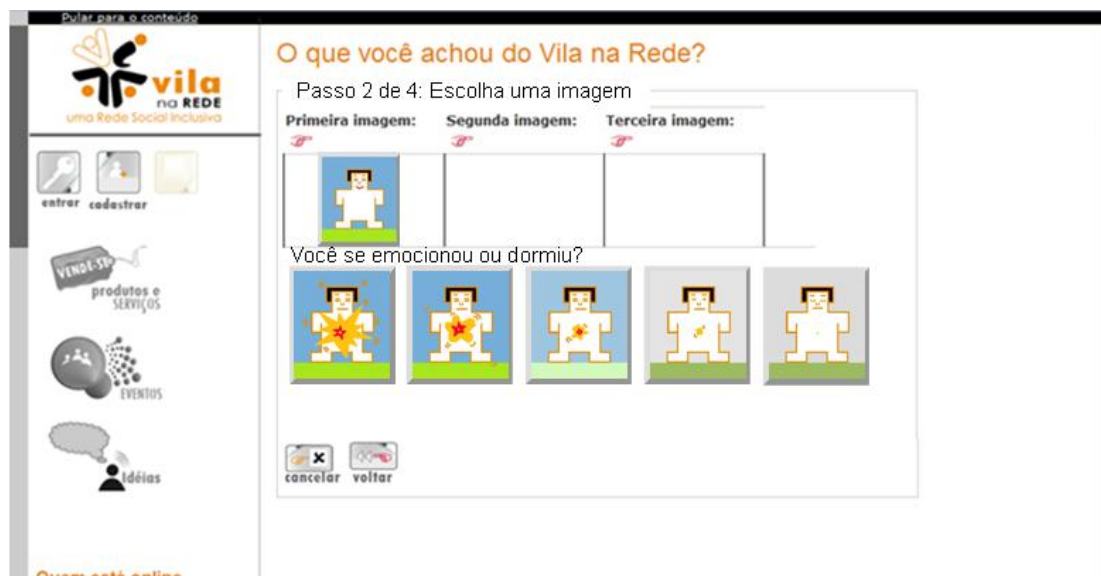 Pular para o conteúdo
vila
na REDE
uma Rede Social Inclusiva
entrar cadastrar
VENDE-SE
produtos e
SERVIÇOS
EVENTOS
Idéias
Quem está online
O que você achou do Vila na Rede?
Passo 2 de 4: Escolha uma imagem
Primeira imagem: Segunda imagem: Terceira imagem:
Você se emocionou ou dormiu?
cancelar voltar